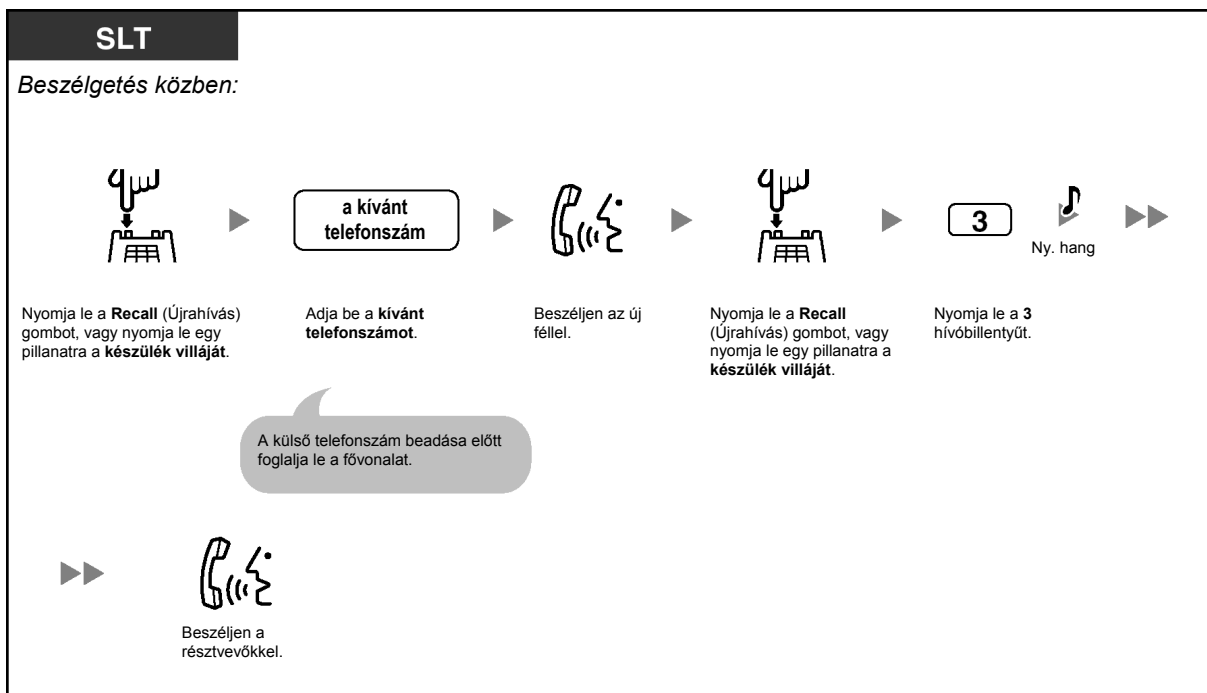 SLT
Beszélgetés közben:
a kívánt
telefonszám
3
Ny. hang
Nyomja le a Recall (Újrahívás)
gombot, vagy nyomja le egy
pillanatra a készülék villáját.
Adja be a kívánt
telefonszámot.
Beszéljen az új
féllel.
Nyomja le a Recall
(Újrahívás) gombot, vagy
nyomja le egy pillanatra a
készülék villáját.
Nyomja le a 3
hívóbillentyűt.
A külső telefonszám beadása előtt
foglalja le a fővonalat.
Beszéljen a
résztvevőkkel.